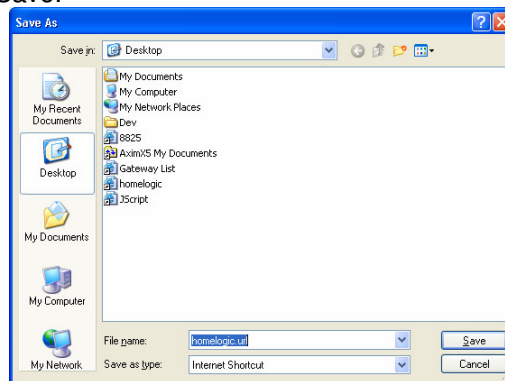 Save.
Save As
Save in:
Desktop
My Recent
Documents
Desktop
My Documents
My Computer
My Network
My Documents
My Computer
My Network Places
Dev
8825
AximX5 My Documents
Gateway List
homelogic
JScript
File name:
homelogic.url
Save
Save as type:
Internet Shortcut
Cancel